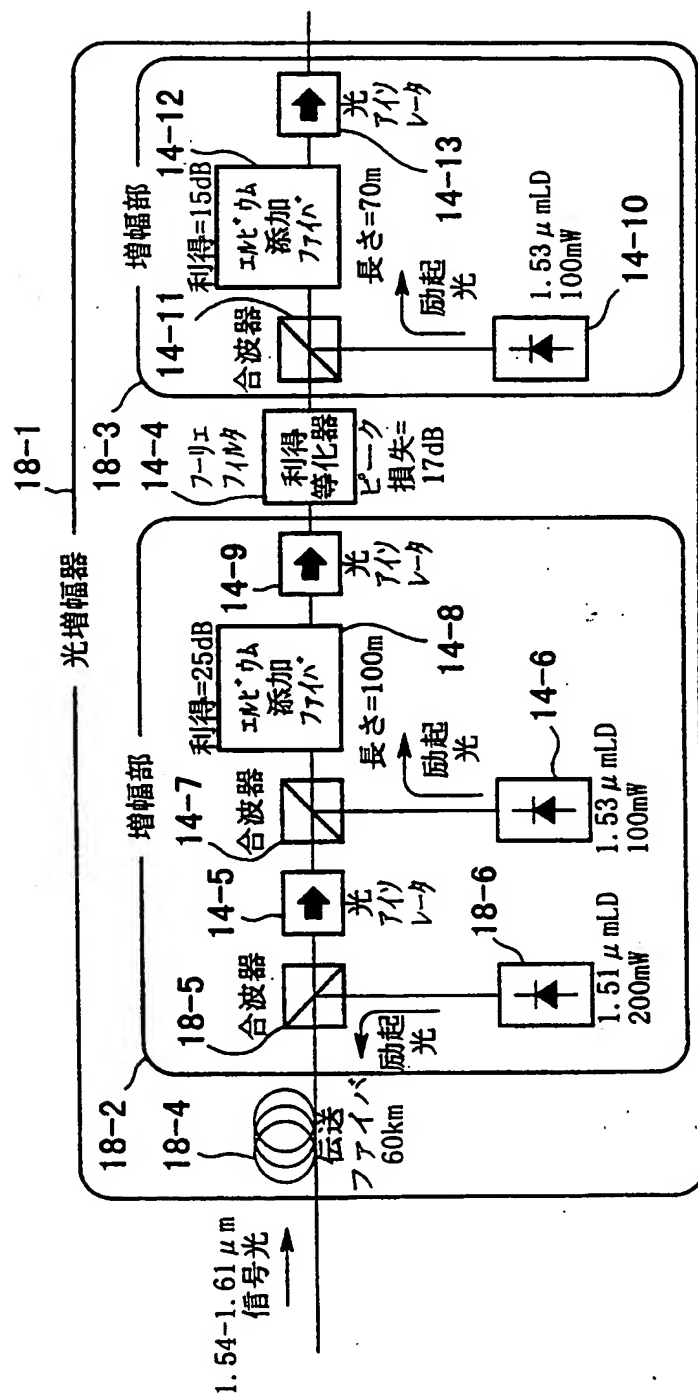 18-1
光増幅器
18-2
増幅部
18-3
増幅部
1.54-1.61μm
信号光
18-4
伝送
ファイバ
60km
18-5
合波器
励起
光
18-6
1.51μmLD
200mW
14-5
光
アイソ
レータ
14-7
合波器
励起
光
14-6
1.53μmLD
100mW
利得=25dB
エルビウム
添加
ファイバ
長さ=100m
14-8
14-9
光
アイソ
レータ
14-4
フーリェ
フィルタ
利得
等化器
ピーク
損失=
17dB
14-11
合波器
励起
光
14-10
1.53μmLD
100mW
利得=15dB
エルビウム
添加
ファイバ
長さ=70m
14-12
14-13
光
アイソ
レータ